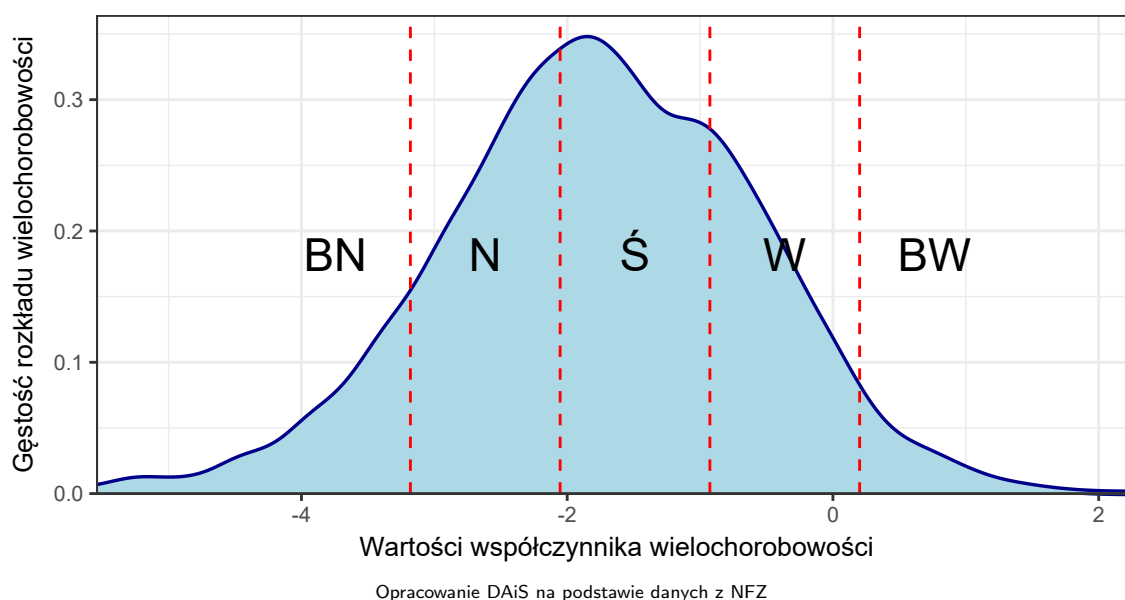 Gęstość rozkładu wielochorobowości
0.3
0.2
0.1
0.0
BN N Ś W BW
-4 -2 0 2
Wartości współczynnika wielochorobowości
Opracowanie DAiS na podstawie danych z NFZ